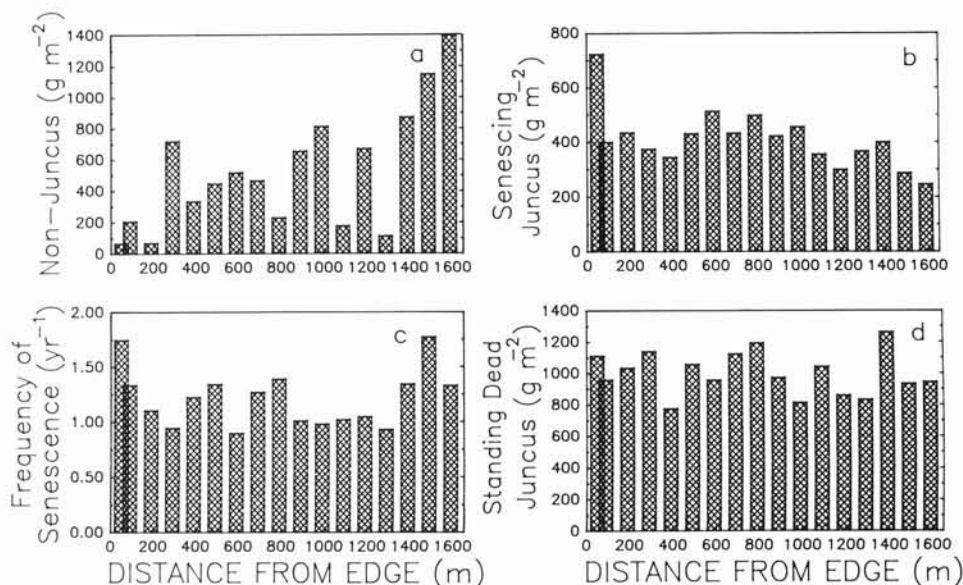 a
Non-Juncus (g m⁻²)
1400
1200
1000
800
600
400
200
0
0 200 400 600 800 1000 1200 1400 1600
b
Senescing
Juncus (g m⁻²)
800
600
400
200
0
0 200 400 600 800 1000 1200 1400 1600
c
Frequency of
Senescence (yr⁻¹)
2.00
1.50
1.00
0.50
0.00
0 200 400 600 800 1000 1200 1400 1600
DISTANCE FROM EDGE (m)
d
Standing Dead
Juncus (g m⁻²)
1400
1200
1000
800
600
400
200
0
0 200 400 600 800 1000 1200 1400 1600
DISTANCE FROM EDGE (m)